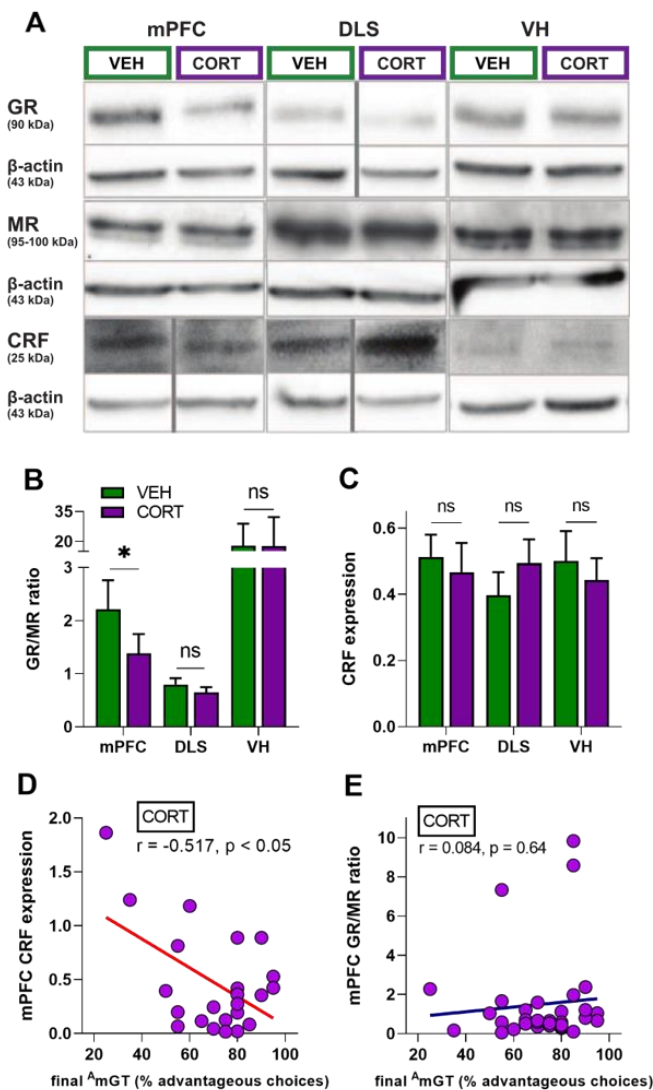 A
mPFC DLS VH
VEH CORT VEH CORT VEH CORT
GR
(90 kDa)
β-actin
(43 kDa)
MR
(95-100 kDa)
β-actin
(43 kDa)
CRF
(25 kDa)
β-actin
(43 kDa)
B
VEH
CORT
GR/MR ratio
35
20
3
2
1
0
*
ns
ns
mPFC DLS VH
C
CRF expression
0.6
0.4
0.2
0.0
ns ns ns
mPFC DLS VH
D
CORT
r = -0.517, p < 0.05
mPFC CRF expression
2.0
1.5
1.0
0.5
0.0
20 40 60 80 100
final ᴬmGT (% advantageous choices)
E
CORT
r = 0.084, p = 0.64
mPFC GR/MR ratio
10
8
6
4
2
0
20 40 60 80 100
final ᴬmGT (% advantageous choices)